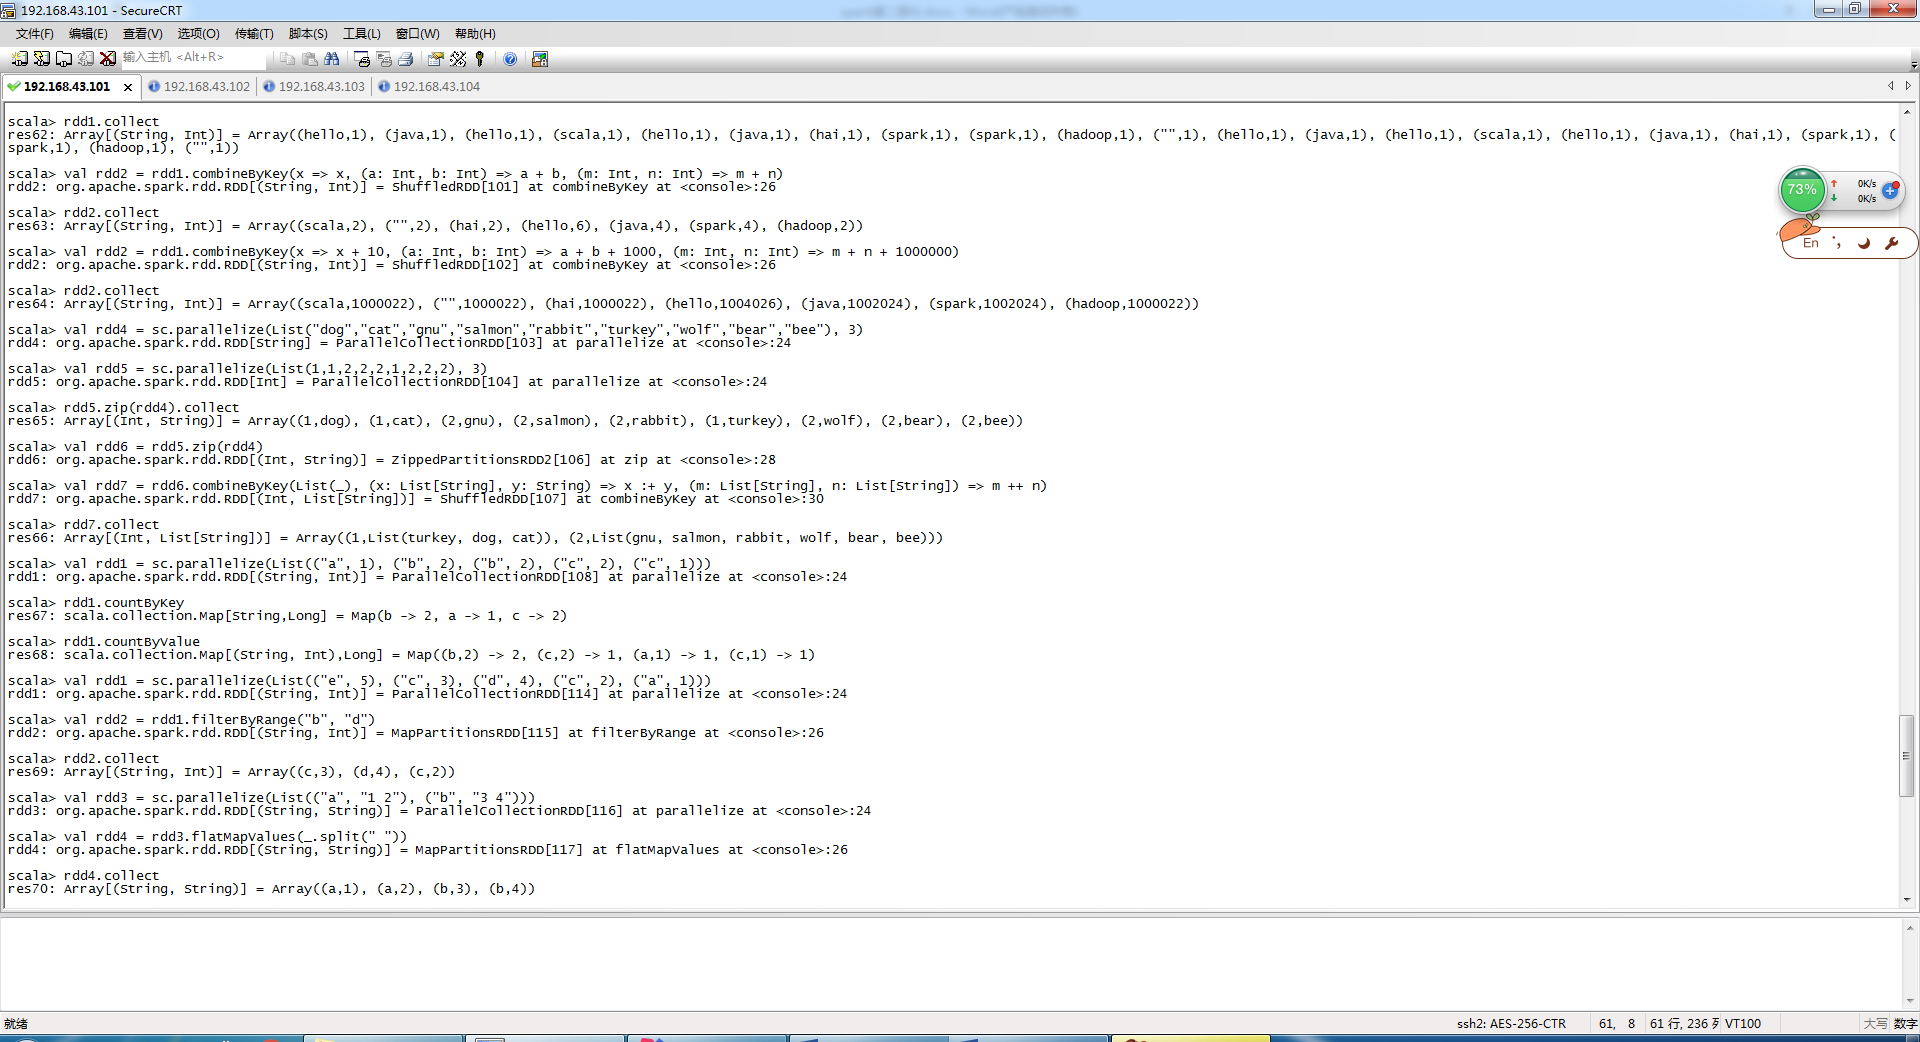 192.168.43.101 - SecureCRT
文件(F) 编辑(E) 查看(V) 选项(O) 传输(T) 脚本(S) 工具(L) 窗口(W) 帮助(H)
输入主机 <Alt+R>
192.168.43.101 192.168.43.102 192.168.43.103 192.168.43.104
scala> rdd1.collect
res62: Array[(String, Int)] = Array((hello,1), (java,1), (hello,1), (scala,1), (hello,1), (java,1), (hai,1), (spark,1), (spark,1), (hadoop,1), ("",1), (hello,1), (java,1), (hello,1), (scala,1), (hello,1), (java,1), (hai,1), (spark,1), (
spark,1), (hadoop,1), ("",1))
scala> val rdd2 = rdd1.combineByKey(x => x, (a: Int, b: Int) => a + b, (m: Int, n: Int) => m + n)
rdd2: org.apache.spark.rdd.RDD[(String, Int)] = ShuffledRDD[101] at combineByKey at <console>:26
scala> rdd2.collect
res63: Array[(String, Int)] = Array((scala,2), ("",2), (hai,2), (hello,6), (java,4), (spark,4), (hadoop,2))
scala> val rdd2 = rdd1.combineByKey(x => x + 10, (a: Int, b: Int) => a + b + 1000, (m: Int, n: Int) => m + n + 1000000)
rdd2: org.apache.spark.rdd.RDD[(String, Int)] = ShuffledRDD[102] at combineByKey at <console>:26
scala> rdd2.collect
res64: Array[(String, Int)] = Array((scala,1000022), ("",1000022), (hai,1000022), (hello,1004026), (java,1002024), (spark,1002024), (hadoop,1000022))
scala> val rdd4 = sc.parallelize(List("dog","cat","gnu","salmon","rabbit","turkey","wolf","bear","bee"), 3)
rdd4: org.apache.spark.rdd.RDD[String] = ParallelCollectionRDD[103] at parallelize at <console>:24
scala> val rdd5 = sc.parallelize(List(1,1,2,2,2,1,2,2,2), 3)
rdd5: org.apache.spark.rdd.RDD[Int] = ParallelCollectionRDD[104] at parallelize at <console>:24
scala> rdd5.zip(rdd4).collect
res65: Array[(Int, String)] = Array((1,dog), (1,cat), (2,gnu), (2,salmon), (2,rabbit), (1,turkey), (2,wolf), (2,bear), (2,bee))
scala> val rdd6 = rdd5.zip(rdd4)
rdd6: org.apache.spark.rdd.RDD[(Int, String)] = ZippedPartitionsRDD2[106] at zip at <console>:28
scala> val rdd7 = rdd6.combineByKey(List(_), (x: List[String], y: String) => x :+ y, (m: List[String], n: List[String]) => m ++ n)
rdd7: org.apache.spark.rdd.RDD[(Int, List[String])] = ShuffledRDD[107] at combineByKey at <console>:30
scala> rdd7.collect
res66: Array[(Int, List[String])] = Array((1,List(turkey, dog, cat)), (2,List(gnu, salmon, rabbit, wolf, bear, bee)))
scala> val rdd1 = sc.parallelize(List(("a", 1), ("b", 2), ("b", 2), ("c", 2), ("c", 1)))
rdd1: org.apache.spark.rdd.RDD[(String, Int)] = ParallelCollectionRDD[108] at parallelize at <console>:24
scala> rdd1.countByKey
res67: scala.collection.Map[String,Long] = Map(b -> 2, a -> 1, c -> 2)
scala> rdd1.countByValue
res68: scala.collection.Map[(String, Int),Long] = Map((b,2) -> 2, (c,2) -> 1, (a,1) -> 1, (c,1) -> 1)
scala> val rdd1 = sc.parallelize(List(("e", 5), ("c", 3), ("d", 4), ("c", 2), ("a", 1)))
rdd1: org.apache.spark.rdd.RDD[(String, Int)] = ParallelCollectionRDD[114] at parallelize at <console>:24
scala> val rdd2 = rdd1.filterByRange("b", "d")
rdd2: org.apache.spark.rdd.RDD[(String, Int)] = MapPartitionsRDD[115] at filterByRange at <console>:26
scala> rdd2.collect
res69: Array[(String, Int)] = Array((c,3), (d,4), (c,2))
scala> val rdd3 = sc.parallelize(List(("a", "1 2"), ("b", "3 4")))
rdd3: org.apache.spark.rdd.RDD[(String, String)] = ParallelCollectionRDD[116] at parallelize at <console>:24
scala> val rdd4 = rdd3.flatMapValues(_.split(" "))
rdd4: org.apache.spark.rdd.RDD[(String, String)] = MapPartitionsRDD[117] at flatMapValues at <console>:26
scala> rdd4.collect
res70: Array[(String, String)] = Array((a,1), (a,2), (b,3), (b,4))
73%
0K/s
0K/s
En
就绪 ssh2: AES-256-CTR 61, 8 61 行, 236 列 VT100 大写 数字